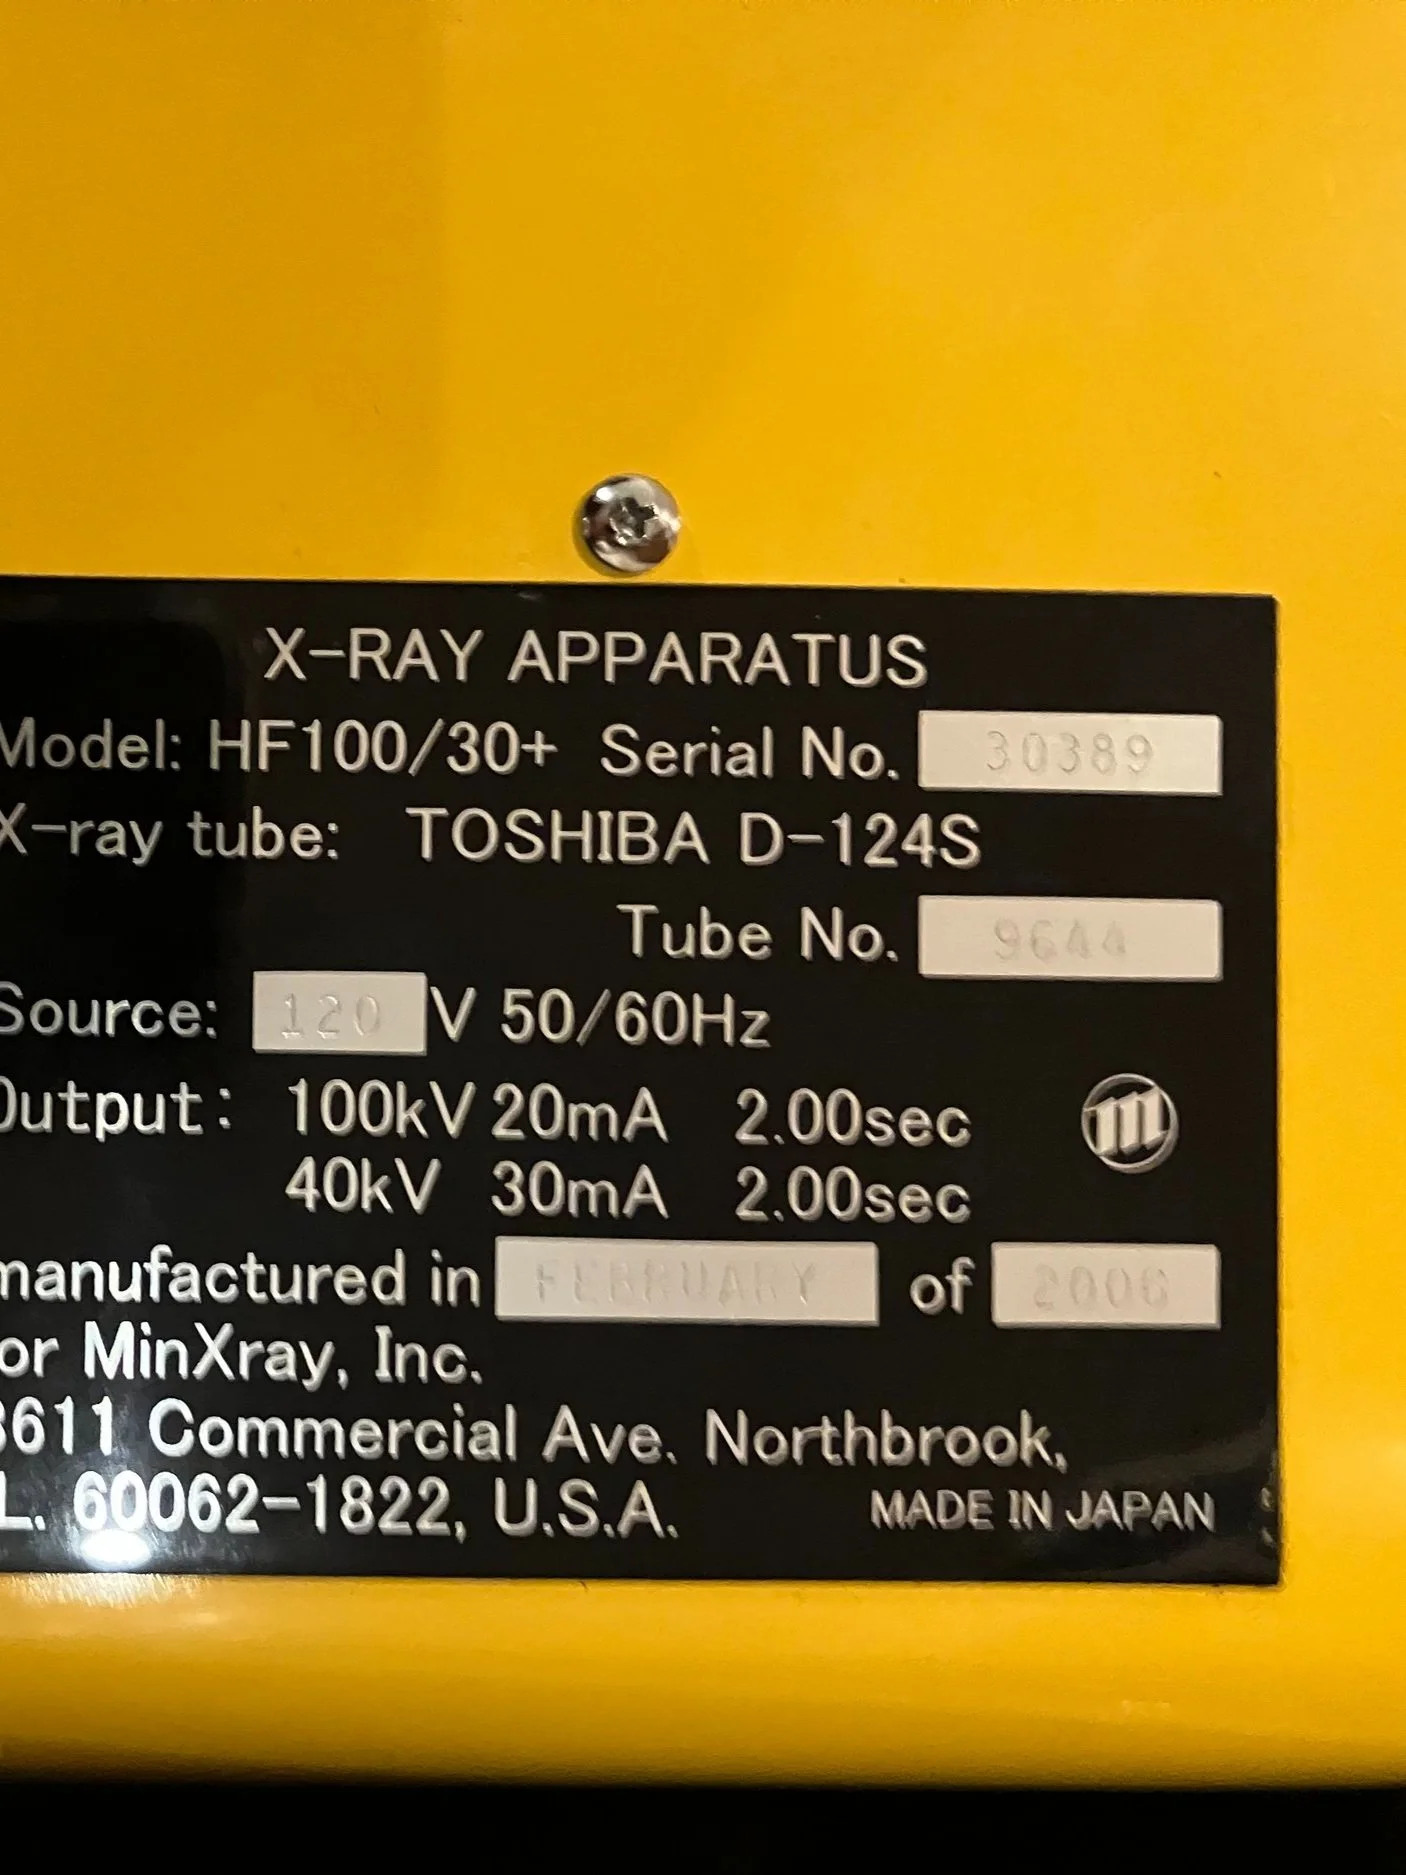 X-RAY APPARATUS
Model: HF100/30+ Serial No. 30389
X-ray tube: TOSHIBA D-124S
Tube No. 9644
Source: 120 V 50/60Hz
Output: 100kV 20mA 2.00sec
40kV 30mA 2.00sec
manufactured in FEBRUARY of 2006
or MinXray, Inc.
3611 Commercial Ave. Northbrook,
L. 60062-1822, U.S.A. MADE IN JAPAN